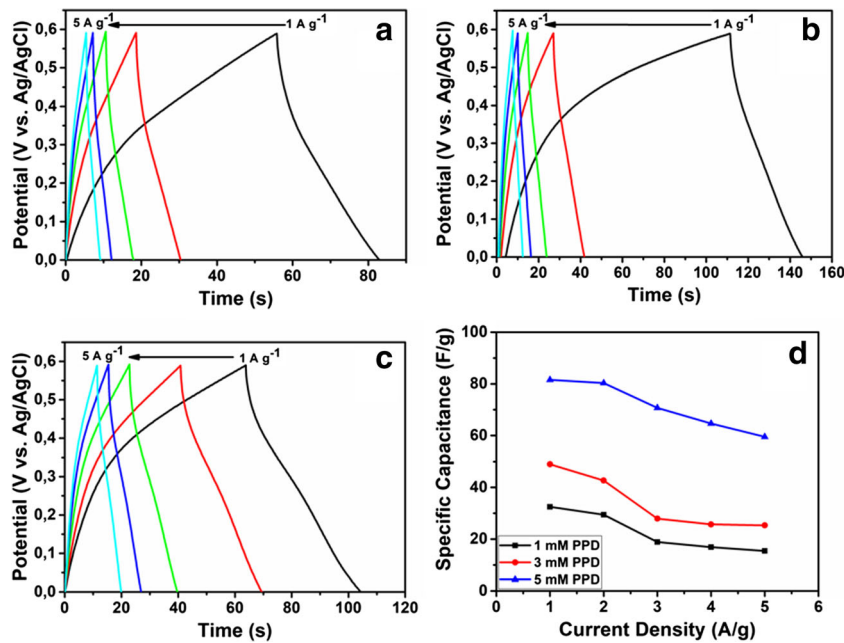 a
5 A g-1
1 A g-1
Potential (V vs. Ag/AgCl)
0,6
0,5
0,4
0,3
0,2
0,1
0,0
0 20 40 60 80
Time (s)
b
5 A g-1
1 A g-1
Potential (V vs. Ag/AgCl)
0,6
0,5
0,4
0,3
0,2
0,1
0,0
0 20 40 60 80 100 120 140 160
Time (s)
c
5 A g-1
1 A g-1
Potential (V vs. Ag/AgCl)
0,6
0,5
0,4
0,3
0,2
0,1
0,0
0 20 40 60 80 100 120
Time (s)
d
Specific Capacitance (F/g)
100
80
60
40
20
0
1 mM PPD
3 mM PPD
5 mM PPD
0 1 2 3 4 5 6
Current Density (A/g)